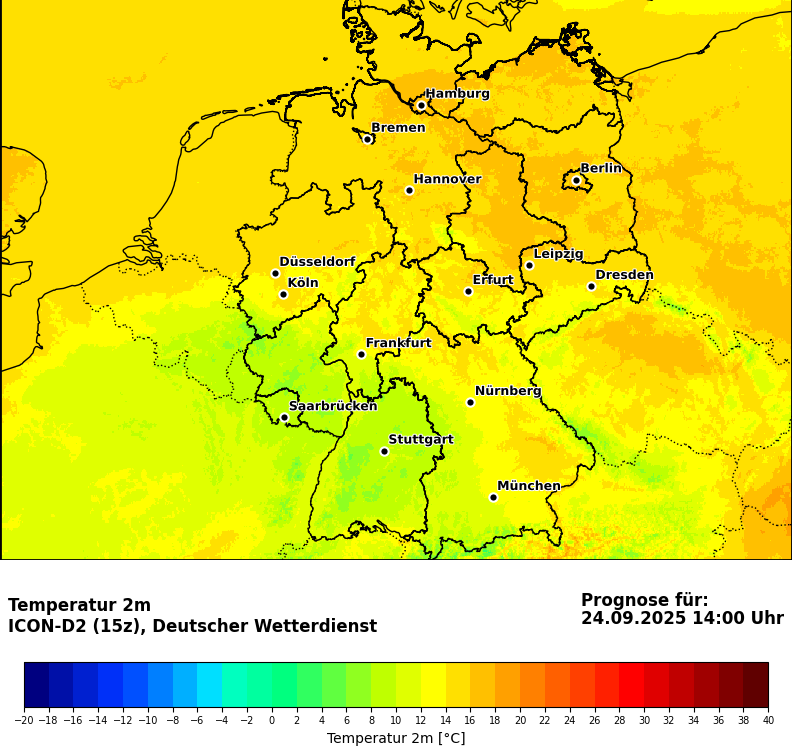 Hamburg
Bremen
Berlin
Hannover
Düsseldorf
Leipzig
Köln
Erfurt
Dresden
Frankfurt
Nürnberg
Saarbrücken
Stuttgart
München
Temperatur 2m
ICON-D2 (15z), Deutscher Wetterdienst
Prognose für:
24.09.2025 14:00 Uhr
−20 −18 −16 −14 −12 −10 −8 −6 −4 −2 0 2 4 6 8 10 12 14 16 18 20 22 24 26 28 30 32 34 36 38 40
Temperatur 2m [°C]